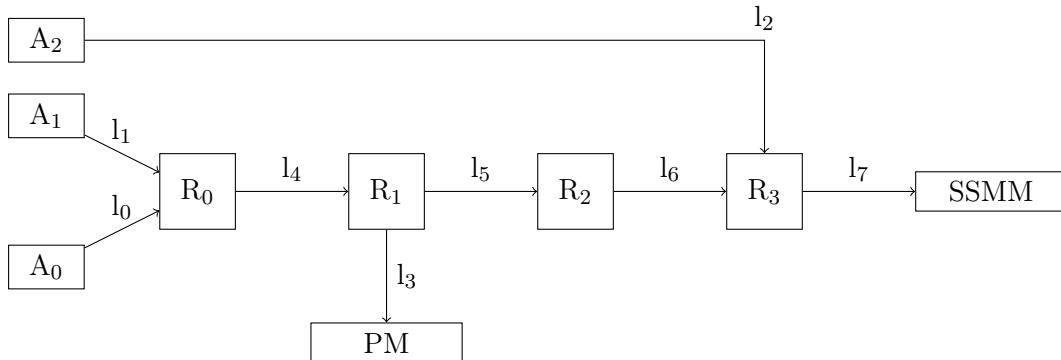 A₂
l₂
A₁
l₁
R₀
l₄
R₁
l₅
R₂
l₆
R₃
l₇
SSMM
l₀
A₀
l₃
PM